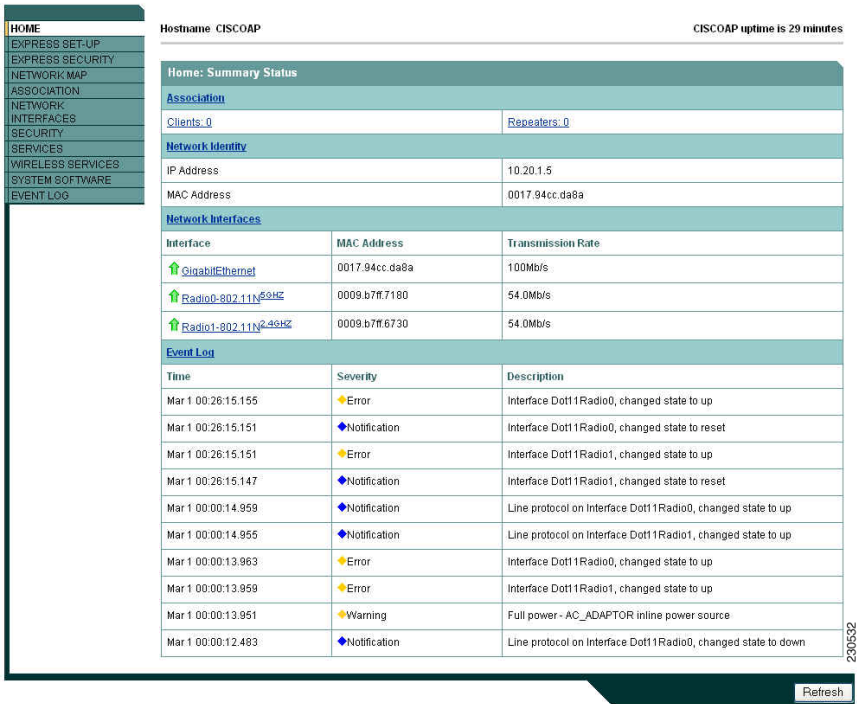 HOME
EXPRESS SET-UP
EXPRESS SECURITY
NETWORK MAP
ASSOCIATION
NETWORK
INTERFACES
SECURITY
SERVICES
WIRELESS SERVICES
SYSTEM SOFTWARE
EVENT LOG
Hostname CISCOAP CISCOAP uptime is 29 minutes
Home: Summary Status
Association
Clients: 0 Repeaters: 0
Network Identity
IP Address 10.20.1.5
MAC Address 0017.94cc.da8a
Network Interfaces
Interface MAC Address Transmission Rate
GigabitEthernet 0017.94cc.da8a 100Mb/s
Radio0-802.11N5GHZ 0009.b7ff.7180 54.0Mb/s
Radio1-802.11N2.4GHZ 0009.b7ff.6730 54.0Mb/s
Event Log
Time Severity Description
Mar 1 00:26:15.155 Error Interface Dot11Radio0, changed state to up
Mar 1 00:26:15.151 Notification Interface Dot11Radio0, changed state to reset
Mar 1 00:26:15.151 Error Interface Dot11Radio1, changed state to up
Mar 1 00:26:15.147 Notification Interface Dot11Radio1, changed state to reset
Mar 1 00:00:14.959 Notification Line protocol on Interface Dot11Radio0, changed state to up
Mar 1 00:00:14.955 Notification Line protocol on Interface Dot11Radio1, changed state to up
Mar 1 00:00:13.963 Error Interface Dot11Radio0, changed state to up
Mar 1 00:00:13.959 Error Interface Dot11Radio1, changed state to up
Mar 1 00:00:13.951 Warning Full power - AC_ADAPTOR inline power source
Mar 1 00:00:12.483 Notification Line protocol on Interface Dot11Radio0, changed state to down
230532
Refresh